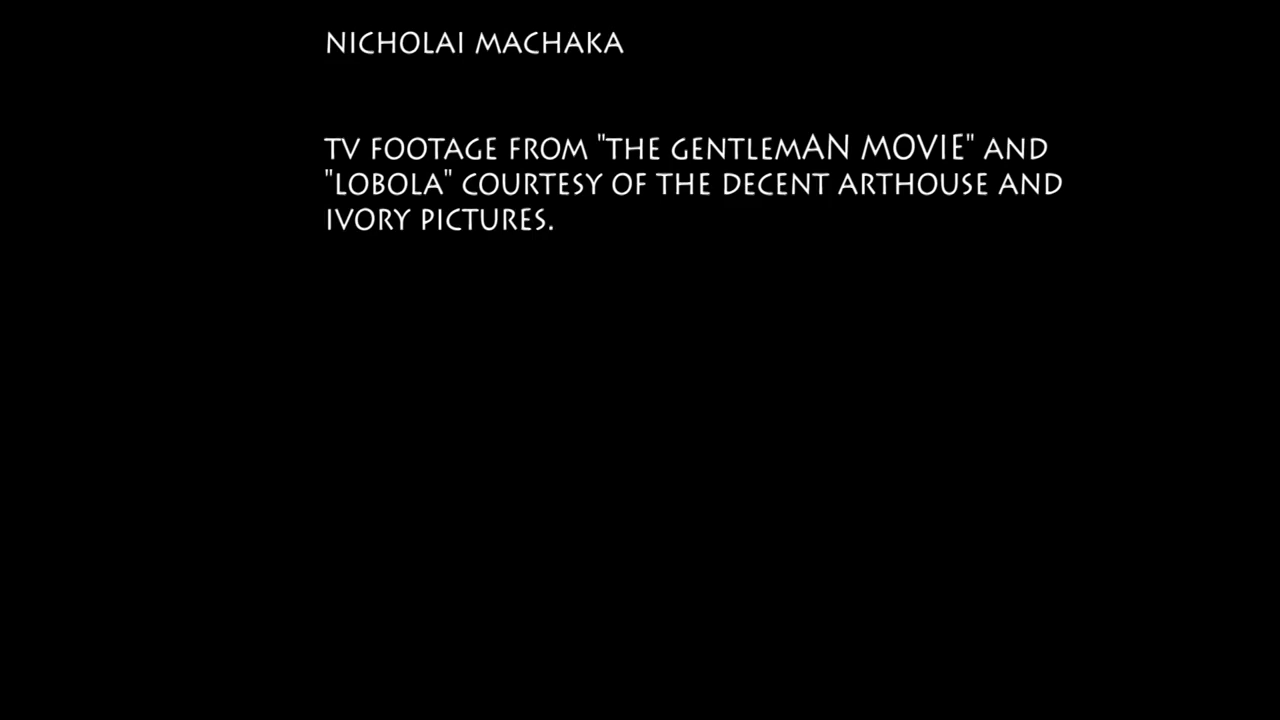 NICHOLAI MACHAKA
TV FOOTAGE FROM "THE GENTLEMAN MOVIE" AND
"LOBOLA" COURTESY OF THE DECENT ARTHOUSE AND
IVORY PICTURES.